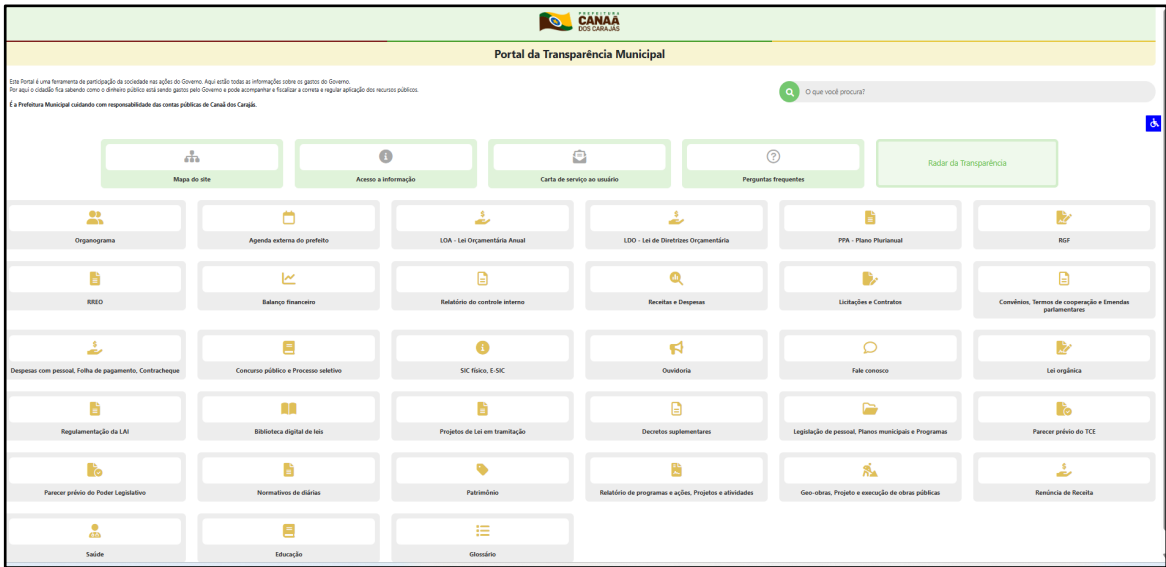 PREFEITURA
CANAÃ
DOS CARAJÁS
Portal da Transparência Municipal
Este Portal é uma ferramenta de participação da sociedade nas ações do Governo. Aqui estão todas as informações sobre os gastos do Governo.
Por aqui o cidadão fica sabendo como o dinheiro público está sendo gastos pelo Governo e pode acompanhar e fiscalizar a correta e regular aplicação dos recursos públicos.
É a Prefeitura Municipal cuidando com responsabilidade das contas públicas de Canaã dos Carajás.
O que você procura?
Mapa do site
Acesso a informação
Carta de serviço ao usuário
Perguntas frequentes
Radar da Transparência
Organograma
Agenda externa do prefeito
LOA - Lei Orçamentária Anual
LDO - Lei de Diretrizes Orçamentária
PPA - Plano Plurianual
RGF
RREO
Balanço financeiro
Relatório do controle interno
Receitas e Despesas
Licitações e Contratos
Convênios, Termos de cooperação e Emendas
parlamentares
Despesas com pessoal, Folha de pagamento, Contracheque
Concurso público e Processo seletivo
SIC físico, E-SIC
Ouvidoria
Fale conosco
Lei orgânica
Regulamentação da LAI
Biblioteca digital de leis
Projetos de Lei em tramitação
Decretos suplementares
Legislação de pessoal, Planos municipais e Programas
Parecer prévio do TCE
Parecer prévio do Poder Legislativo
Normativos de diárias
Patrimônio
Relatório de programas e ações, Projetos e atividades
Geo-obras, Projeto e execução de obras públicas
Renúncia de Receita
Saúde
Educação
Glossário